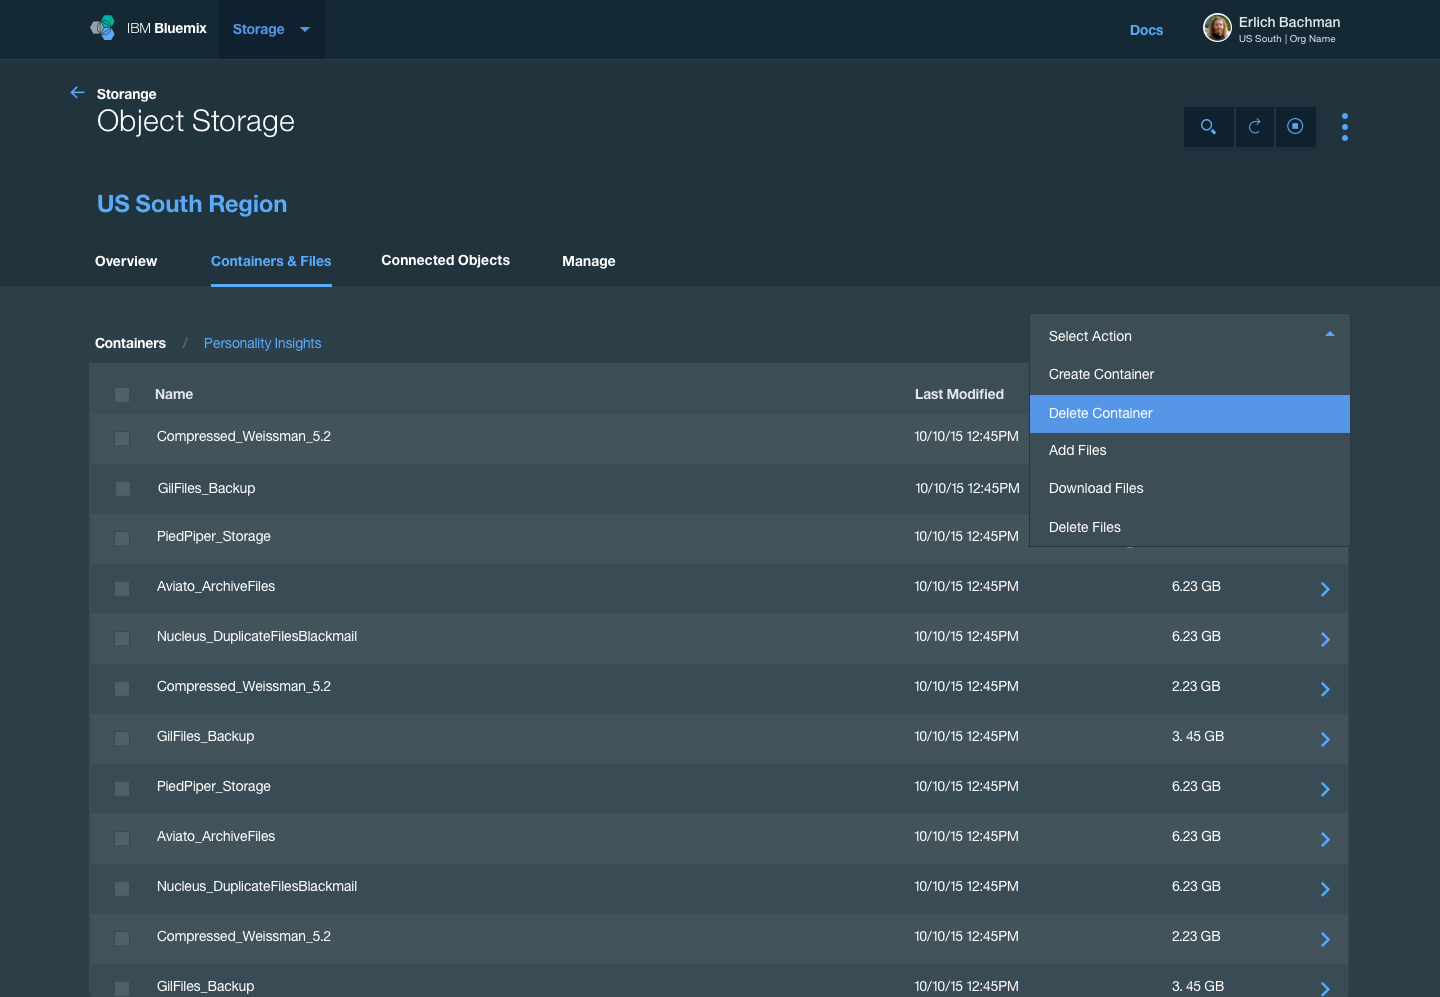 IBM Bluemix
Storage
Docs
Erlich Bachman
US South | Org Name
Storange
Object Storage
US South Region
Overview
Containers & Files
Connected Objects
Manage
Containers / Personality Insights
Select Action
Create Container
Delete Container
Add Files
Download Files
Delete Files
Name Last Modified
Compressed_Weissman_5.2 10/10/15 12:45PM
GilFiles_Backup 10/10/15 12:45PM
PiedPiper_Storage 10/10/15 12:45PM
Aviato_ArchiveFiles 10/10/15 12:45PM 6.23 GB
Nucleus_DuplicateFilesBlackmail 10/10/15 12:45PM 6.23 GB
Compressed_Weissman_5.2 10/10/15 12:45PM 2.23 GB
GilFiles_Backup 10/10/15 12:45PM 3. 45 GB
PiedPiper_Storage 10/10/15 12:45PM 6.23 GB
Aviato_ArchiveFiles 10/10/15 12:45PM 6.23 GB
Nucleus_DuplicateFilesBlackmail 10/10/15 12:45PM 6.23 GB
Compressed_Weissman_5.2 10/10/15 12:45PM 2.23 GB
GilFiles_Backup 10/10/15 12:45PM 3. 45 GB